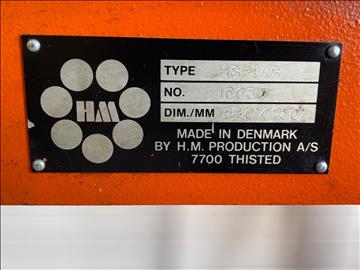 HM
TYPE
NO.
DIM./MM
MADE IN DENMARK
BY H.M. PRODUCTION A/S
7700 THISTED